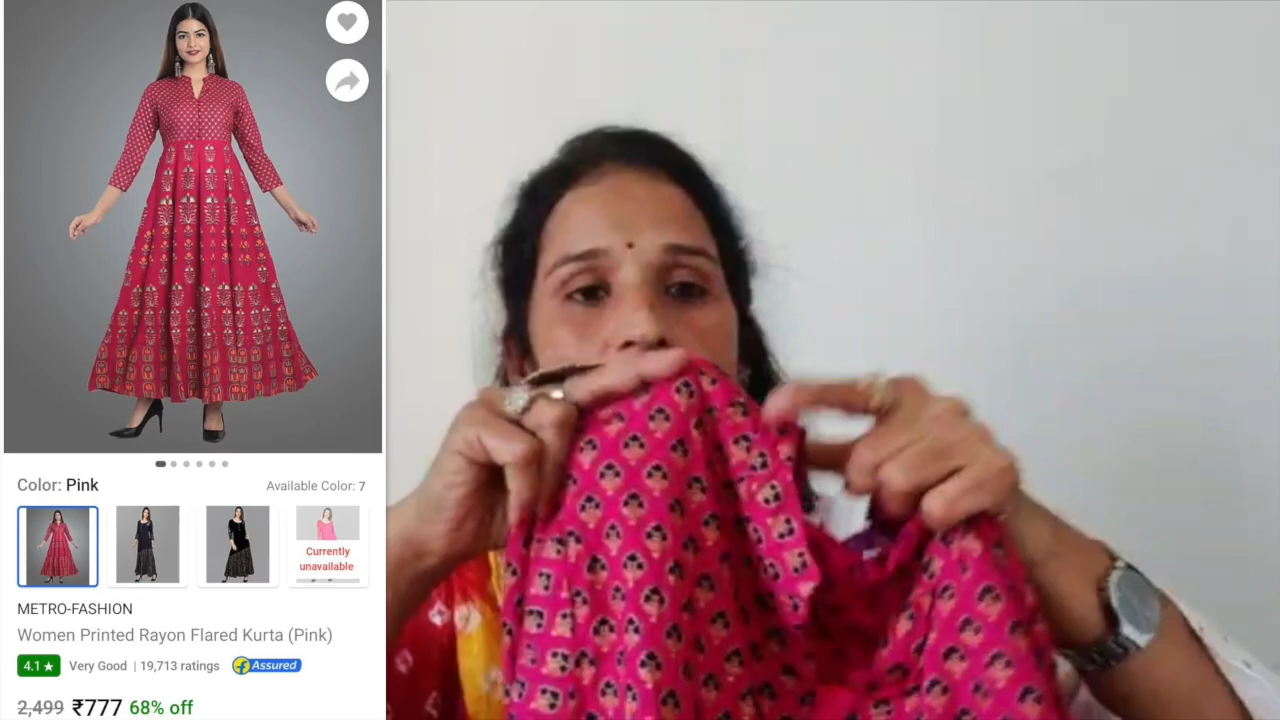 Color: Pink
Available Color: 7
Currently
unavailable
METRO-FASHION
Women Printed Rayon Flared Kurta (Pink)
4.1★ Very Good | 19,713 ratings f Assured
2,499 ₹777 68% off